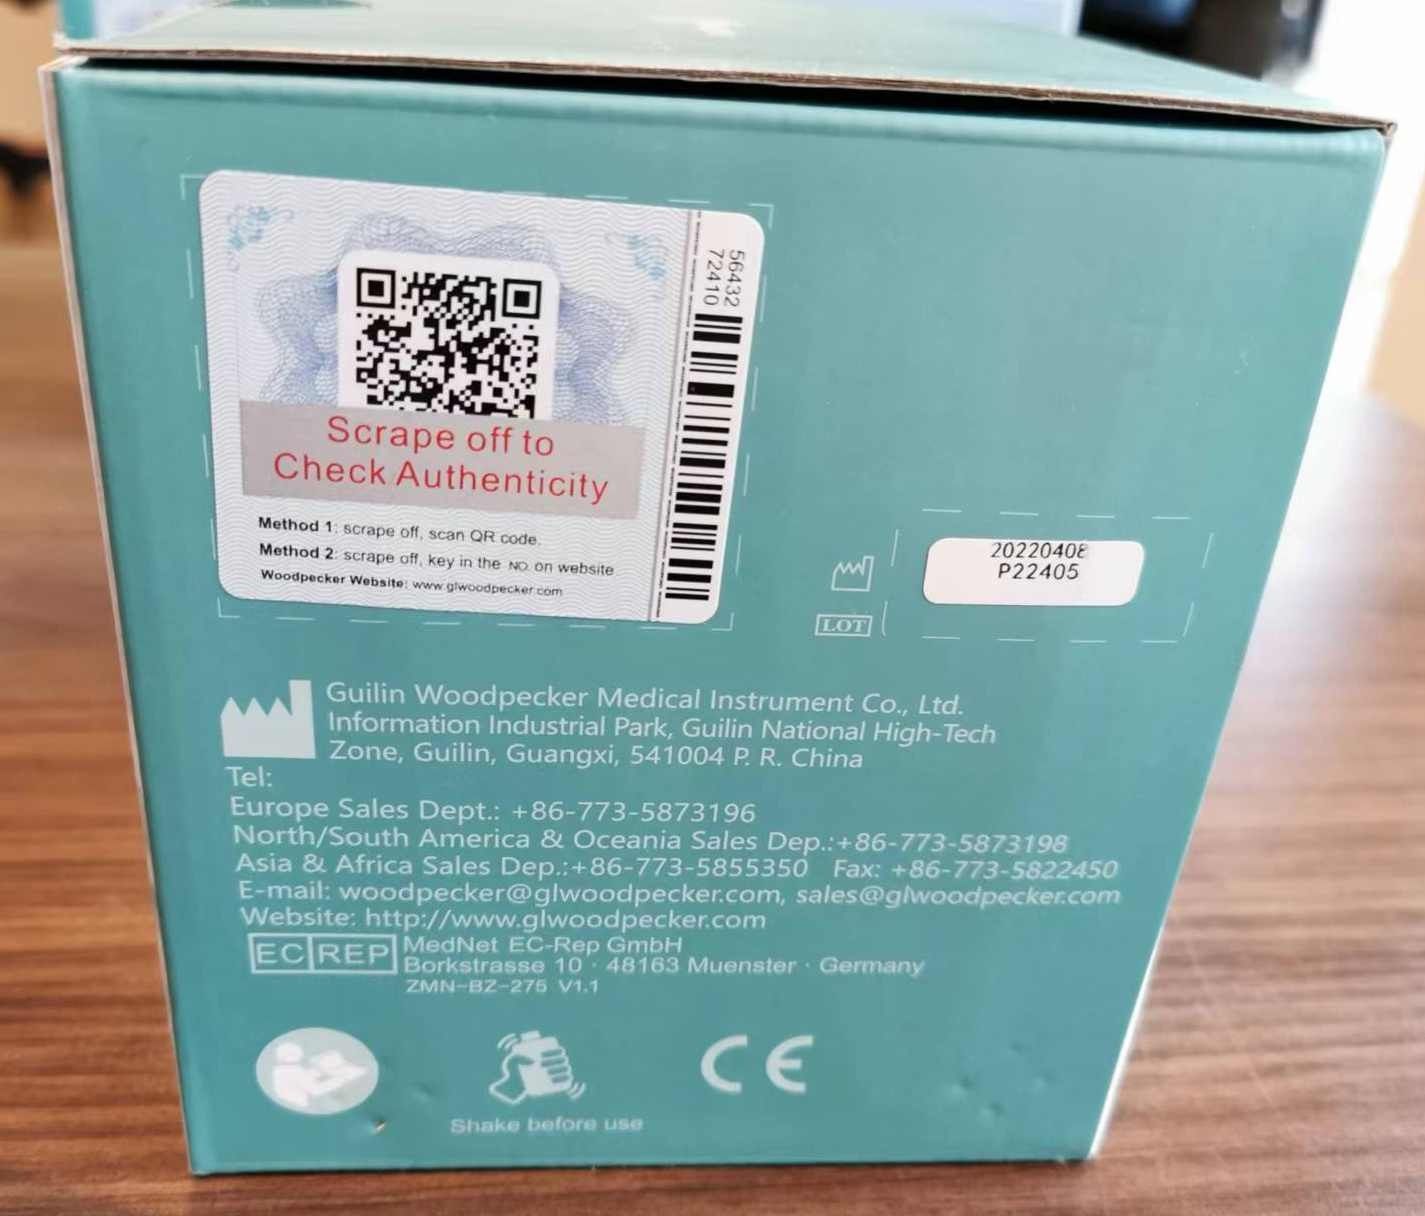 56432
72410
Scrape off to
Check Authenticity
Method 1: scrape off, scan QR code.
Method 2: scrape off, key in the NO. on website
Woodpecker Website: www.glwoodpecker.com
20220408
P22405
LOT
Guilin Woodpecker Medical Instrument Co., Ltd.
Information Industrial Park, Guilin National High-Tech
Zone, Guilin, Guangxi, 541004 P. R. China
Tel:
Europe Sales Dept.: +86-773-5873196
North/South America & Oceania Sales Dep.:+86-773-5873198
Asia & Africa Sales Dep.:+86-773-5855350 Fax: +86-773-5822450
E-mail: woodpecker@glwoodpecker.com, sales@glwoodpecker.com
Website: http://www.glwoodpecker.com
EC REP MedNet EC-Rep GmbH
Borkstrasse 10 · 48163 Muenster · Germany
ZMN-BZ-275 V1.1
Shake before use
CE